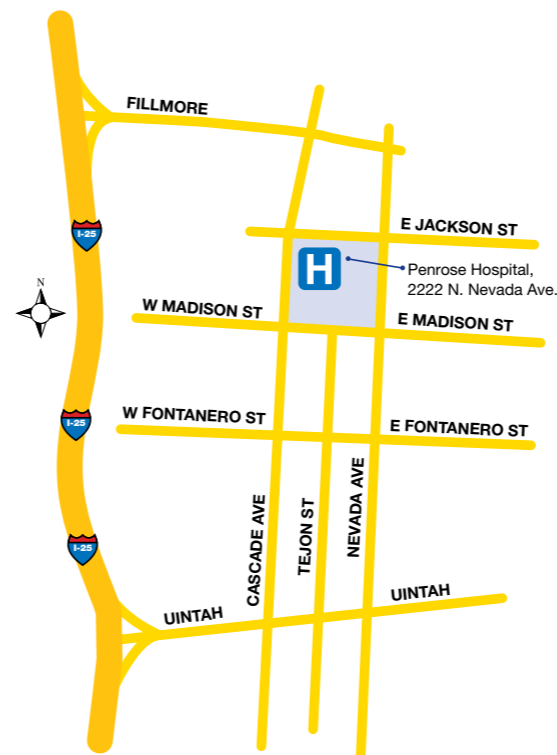 FILLMORE
I-25
E JACKSON ST
H
Penrose Hospital,
2222 N. Nevada Ave.
N
W MADISON ST
E MADISON ST
I-25
W FONTANERO ST
E FONTANERO ST
CASCADE AVE
TEJON ST
NEVADA AVE
I-25
UINTAH
UINTAH